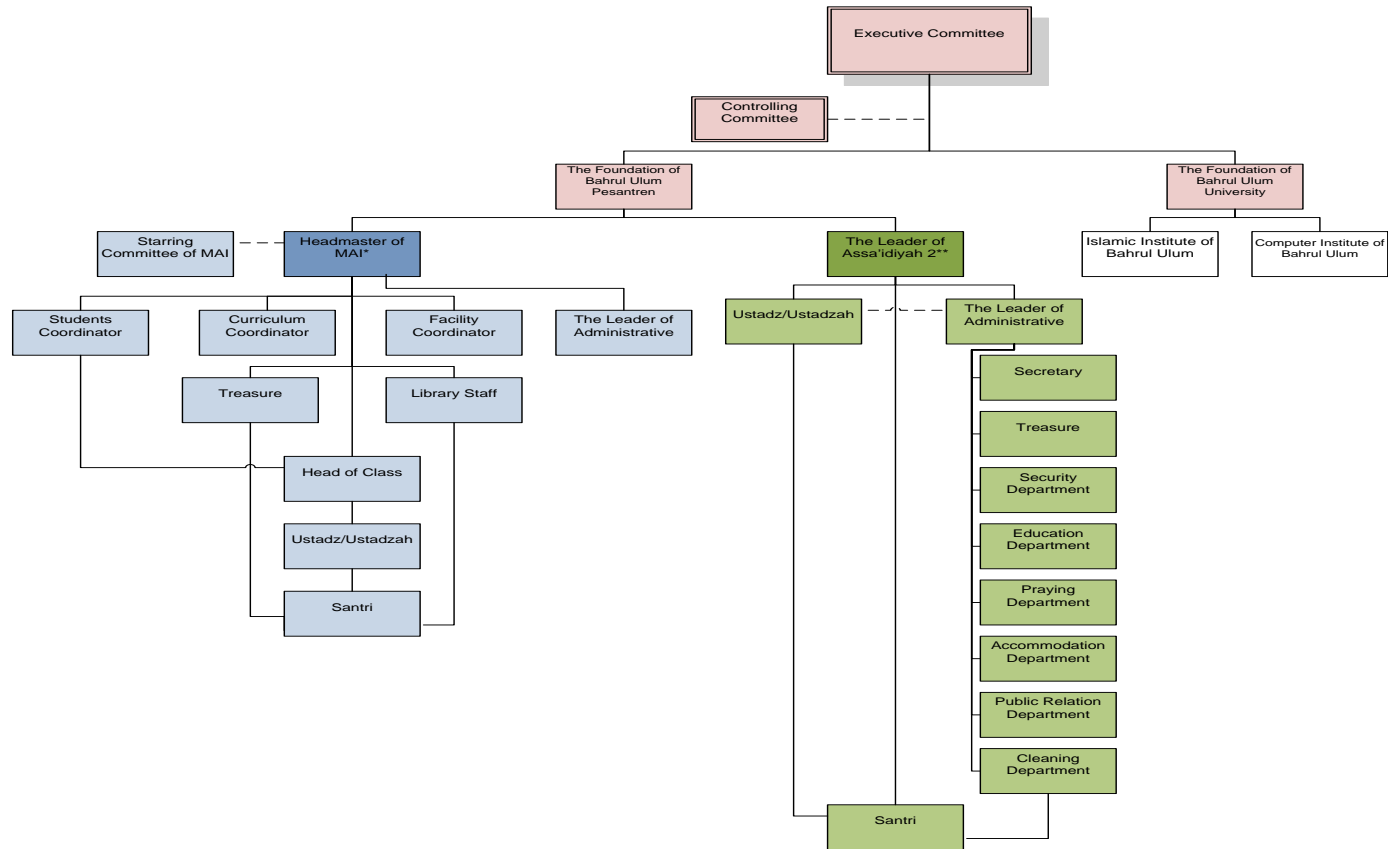 Executive Committee
Controlling
Committee
The Foundation of
Bahrul Ulum
Pesantren
The Foundation of
Bahrul Ulum
University
Starring
Committee of MAI
Headmaster of
MAI*
The Leader of
Assa'idiyah 2**
Islamic Institute of
Bahrul Ulum
Computer Institute of
Bahrul Ulum
Students
Coordinator
Curriculum
Coordinator
Facility
Coordinator
The Leader of
Administrative
Ustadz/Ustadzah
The Leader of
Administrative
Treasure
Library Staff
Head of Class
Ustadz/Ustadzah
Santri
Secretary
Treasure
Security
Department
Education
Department
Praying
Department
Accommodation
Department
Public Relation
Department
Cleaning
Department
Santri